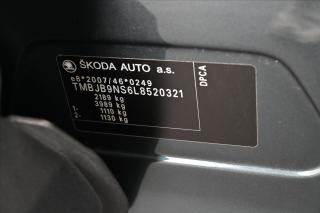 ŠKODA AUTO a.s.
e8*2007/46*0249
TMBJB9NS6L8520321
2189 kg
3989 kg
1- 1110 kg
2- 1130 kg
DPCA